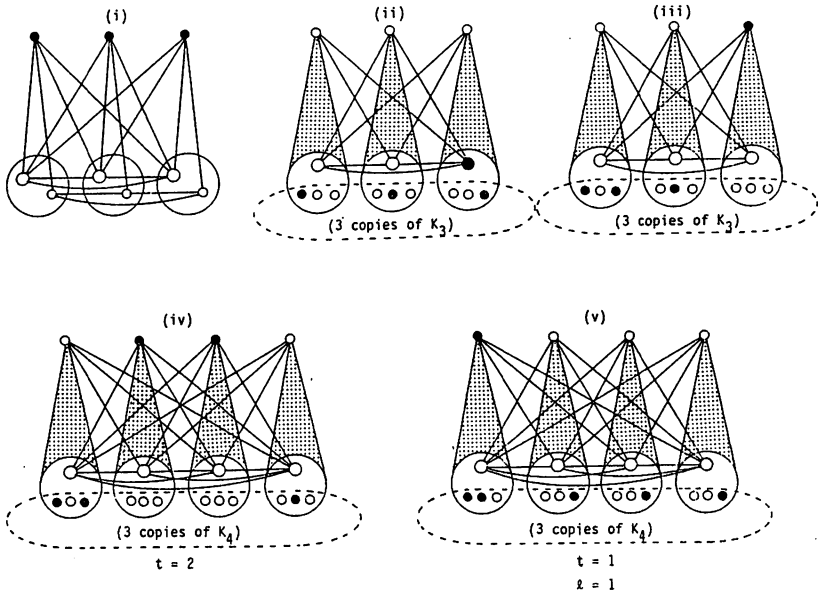 (i)
(ii)
(iii)
(3 copies of K₃)
(3 copies of K₃)
(iv)
(v)
(3 copies of K₄)
(3 copies of K₄)
t = 2
t = 1
ℓ = 1